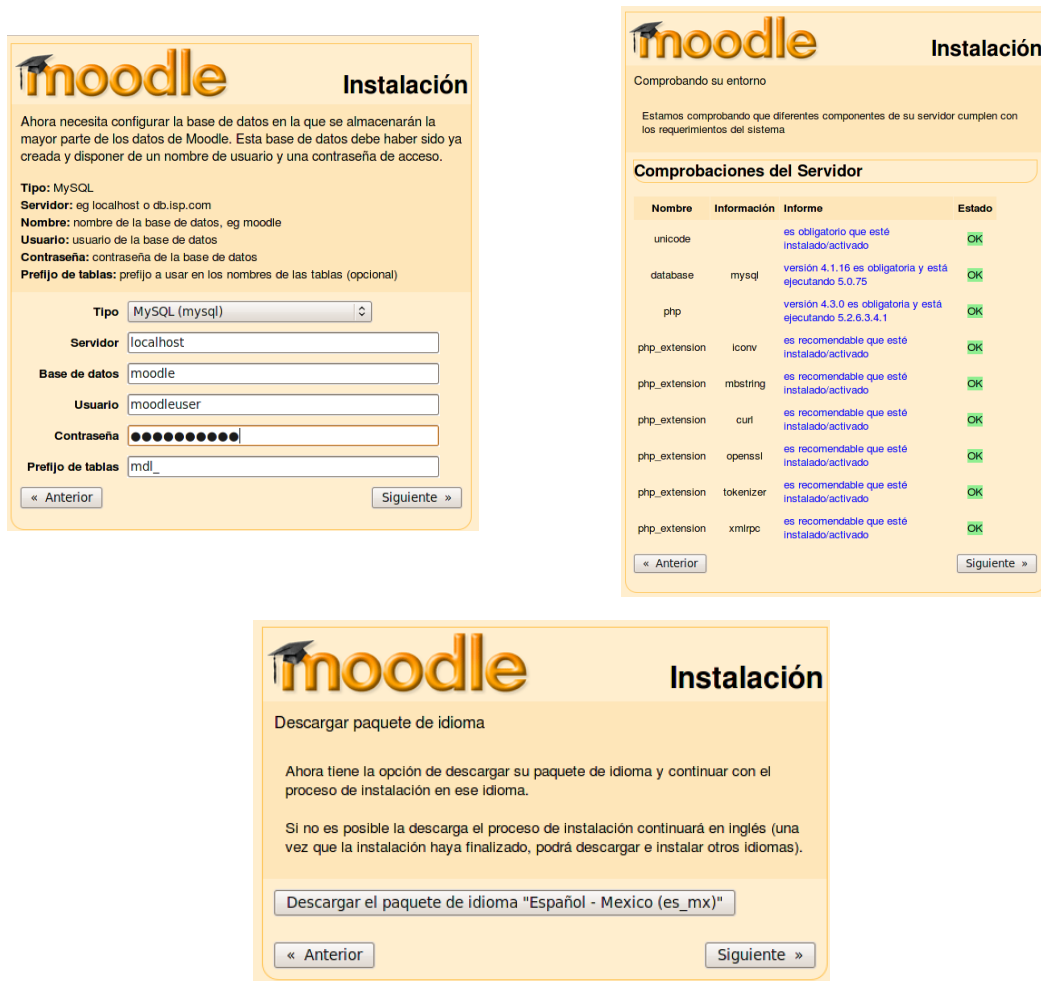 moodle
Instalación
Ahora necesita configurar la base de datos en la que se almacenarán la
mayor parte de los datos de Moodle. Esta base de datos debe haber sido ya
creada y disponer de un nombre de usuario y una contraseña de acceso.
Tipo: MySQL
Servidor: eg localhost o db.isp.com
Nombre: nombre de la base de datos, eg moodle
Usuario: usuario de la base de datos
Contraseña: contraseña de la base de datos
Prefijo de tablas: prefijo a usar en los nombres de las tablas (opcional)
Tipo MySQL (mysql)
Servidor localhost
Base de datos moodle
Usuario moodleuser
Contraseña ●●●●●●●●●●
Prefijo de tablas mdl_
« Anterior Siguiente »
moodle
Instalación
Comprobando su entorno
Estamos comprobando que diferentes componentes de su servidor cumplen con
los requerimientos del sistema
Comprobaciones del Servidor
Nombre Información Informe Estado
unicode es obligatorio que esté
instalado/activado OK
database mysql versión 4.1.16 es obligatoria y está
ejecutando 5.0.75 OK
php versión 4.3.0 es obligatoria y está
ejecutando 5.2.6.3.4.1 OK
php_extension iconv es recomendable que esté
instalado/activado OK
php_extension mbstring es recomendable que esté
instalado/activado OK
php_extension curl es recomendable que esté
instalado/activado OK
php_extension openssl es recomendable que esté
instalado/activado OK
php_extension tokenizer es recomendable que esté
instalado/activado OK
php_extension xmlrpc es recomendable que esté
instalado/activado OK
« Anterior Siguiente »
moodle
Instalación
Descargar paquete de idioma
Ahora tiene la opción de descargar su paquete de idioma y continuar con el
proceso de instalación en ese idioma.
Si no es posible la descarga el proceso de instalación continuará en inglés (una
vez que la instalación haya finalizado, podrá descargar e instalar otros idiomas).
Descargar el paquete de idioma "Español - Mexico (es_mx)"
« Anterior Siguiente »